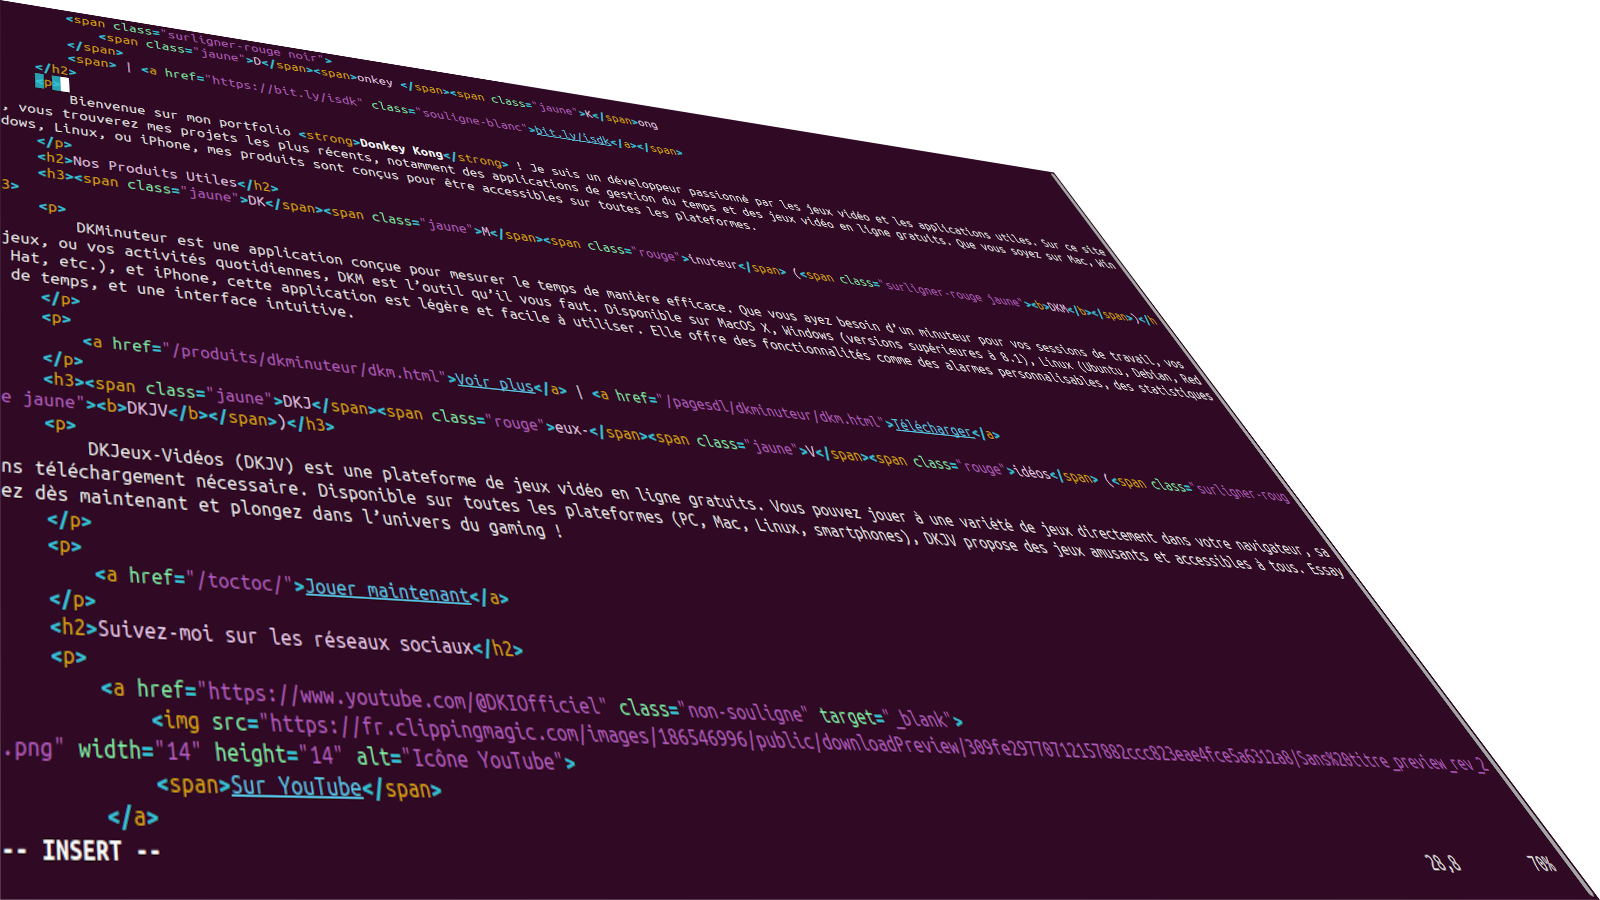 <span class="surligner-rouge noir">
<span class="jaune">D</span><span>onkey </span><span class="jaune">K</span>ong
</span>
<span> | <a href="https://bit.ly/isdk" class="souligne-blanc">bit.ly/isdk</a></span>
</h2>
<p>
Bienvenue sur mon portfolio <strong>Donkey Kong</strong> ! Je suis un développeur passionné par les jeux vidéo et les applications utiles. Sur ce site
, vous trouverez mes projets les plus récents, notamment des applications de gestion du temps et des jeux vidéo en ligne gratuits. Que vous soyez sur Mac, Win
dows, Linux, ou iPhone, mes produits sont conçus pour être accessibles sur toutes les plateformes.
</p>
<h2>Nos Produits Utiles</h2>
<h3><span class="jaune">DK</span><span class="jaune">M</span><span class="rouge">inuteur</span> (<span class="surligner-rouge jaune"><b>DKM</b></span>)</h
3>
<p>
DKMinuteur est une application conçue pour mesurer le temps de manière efficace. Que vous ayez besoin d’un minuteur pour vos sessions de travail, vos
jeux, ou vos activités quotidiennes, DKM est l’outil qu’il vous faut. Disponible sur MacOS X, Windows (versions supérieures à 8.1), Linux (Ubuntu, Debian, Red
Hat, etc.), et iPhone, cette application est légère et facile à utiliser. Elle offre des fonctionnalités comme des alarmes personnalisables, des statistiques
de temps, et une interface intuitive.
</p>
<p>
<a href="/produits/dkminuteur/dkm.html">Voir plus</a> | <a href="/pagesdl/dkminuteur/dkm.html">Télécharger</a>
</p>
<h3><span class="jaune">DKJ</span><span class="rouge">eux-</span><span class="jaune">V</span><span class="rouge">idéos</span> (<span class="surligner-roug
e jaune"><b>DKJV</b></span>)</h3>
<p>
DKJeux-Vidéos (DKJV) est une plateforme de jeux vidéo en ligne gratuits. Vous pouvez jouer à une variété de jeux directement dans votre navigateur, sa
ns téléchargement nécessaire. Disponible sur toutes les plateformes (PC, Mac, Linux, smartphones), DKJV propose des jeux amusants et accessibles à tous. Essay
ez dès maintenant et plongez dans l’univers du gaming !
</p>
<p>
<a href="/toctoc/">Jouer maintenant</a>
</p>
<h2>Suivez-moi sur les réseaux sociaux</h2>
<p>
<a href="https://www.youtube.com/@DKIOfficiel" class="non-souligne" target="_blank">
<img src="https://fr.clippingmagic.com/images/186546996/public/downloadPreview/309fe29770712157882ccc823eae4fce5a6312a8/Sans%20titre_preview_rev_2
.png" width="14" height="14" alt="Icône YouTube">
<span>Sur YouTube</span>
</a>
-- INSERT -- 28,8 70%